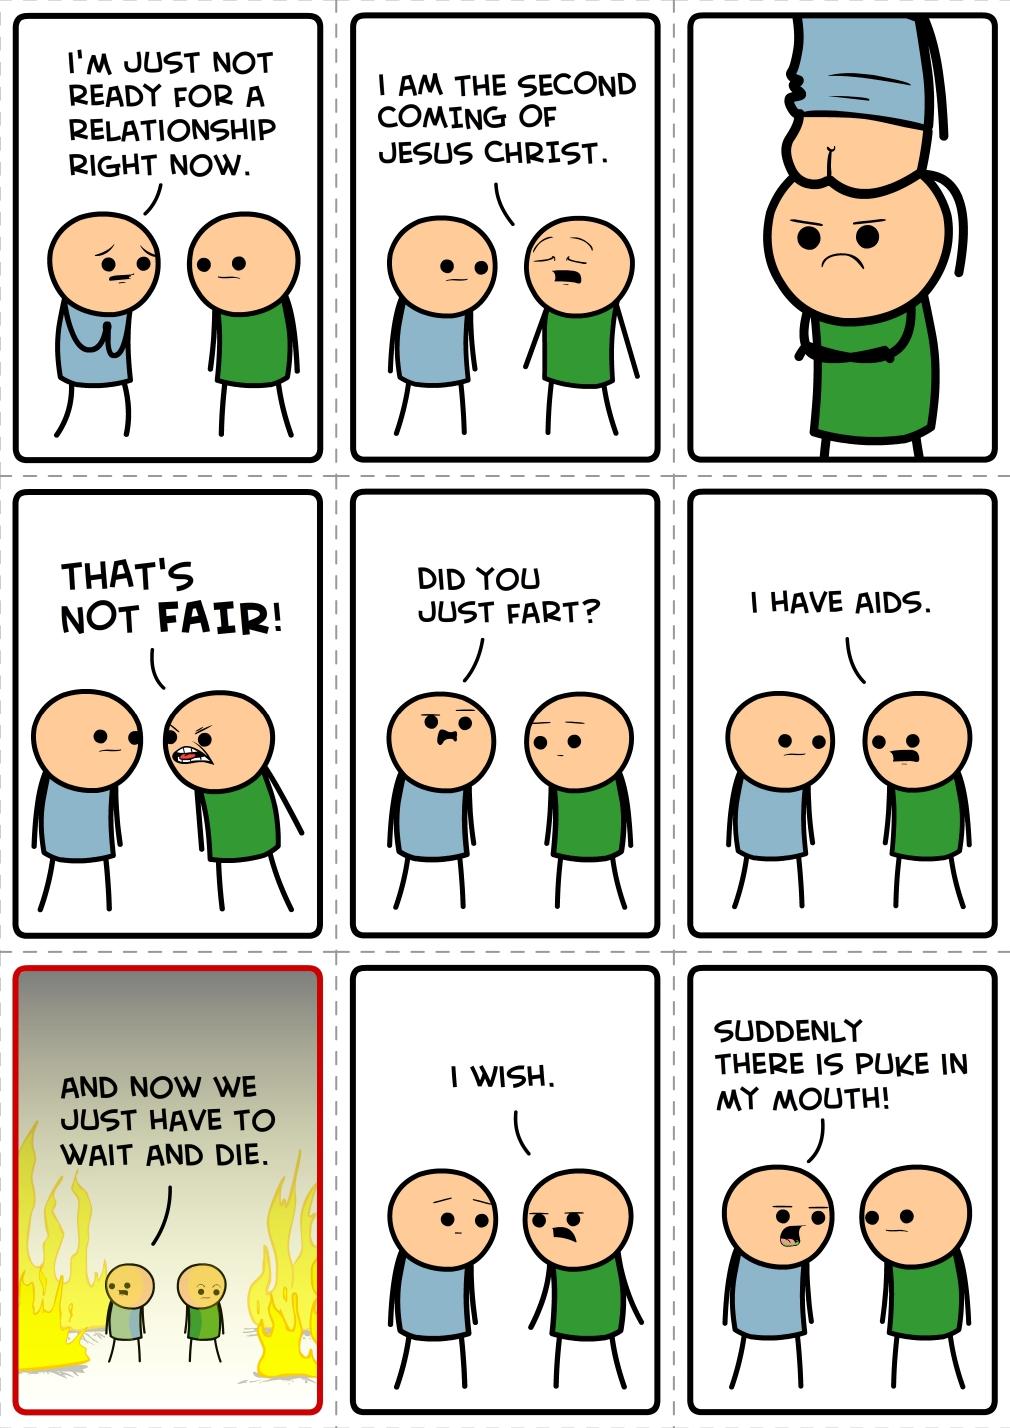 I'M JUST NOT
READY FOR A
RELATIONSHIP
RIGHT NOW.
I AM THE SECOND
COMING OF
JESUS CHRIST.
THAT'S
NOT FAIR!
DID YOU
JUST FART?
I HAVE AIDS.
AND NOW WE
JUST HAVE TO
WAIT AND DIE.
I WISH.
SUDDENLY
THERE IS PUKE IN
MY MOUTH!